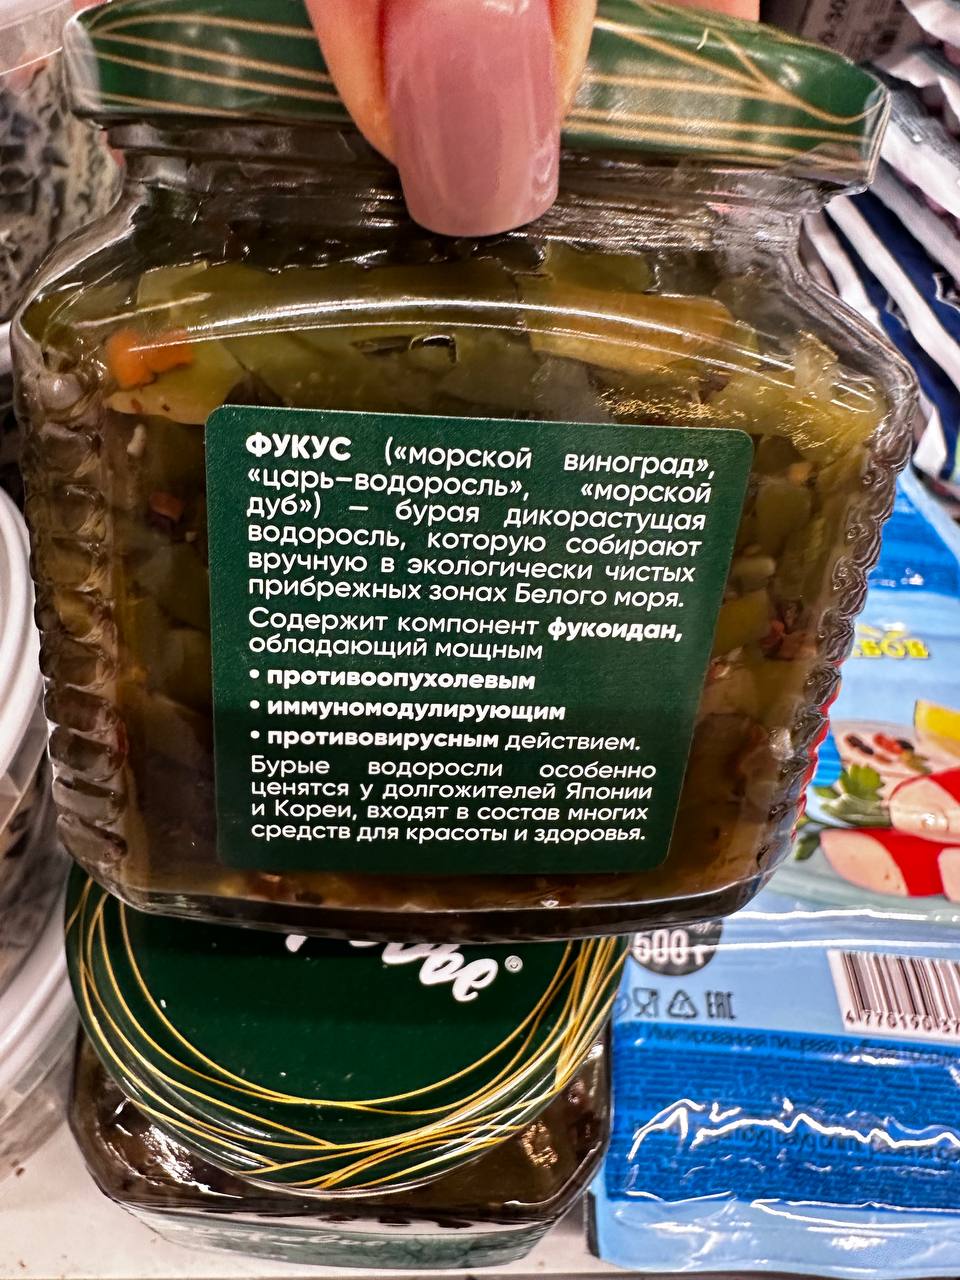 ФУКУС («морской виноград»,
«царь-водоросль», «морской
дуб») – бурая дикорастущая
водоросль, которую собирают
вручную в экологически чистых
прибрежных зонах Белого моря.
Содержит компонент фукоидан,
обладающий мощным
• противоопухолевым
• иммуномодулирующим
• противовирусным действием.
Бурые водоросли особенно
ценятся у долгожителей Японии
и Кореи, входят в состав многих
средств для красоты и здоровья.
500 г
EAC